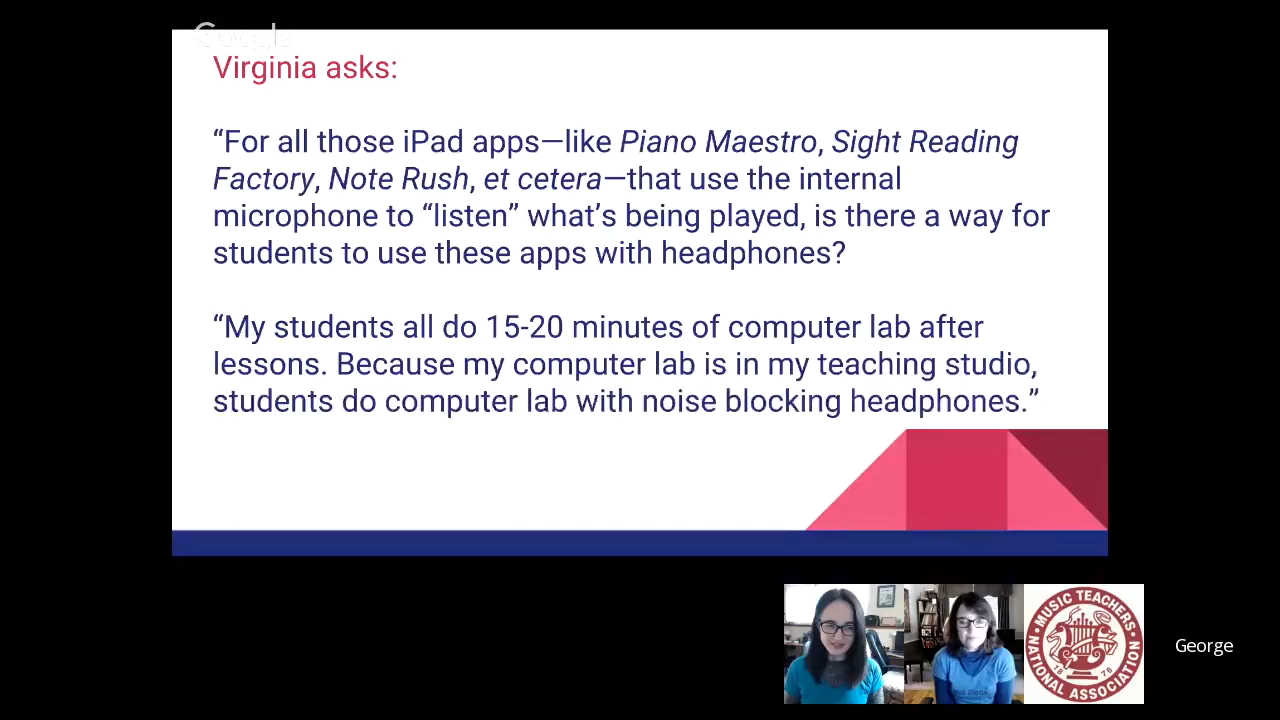 Google
Virginia asks:
“For all those iPad apps—like Piano Maestro, Sight Reading
Factory, Note Rush, et cetera—that use the internal
microphone to “listen” what’s being played, is there a way for
students to use these apps with headphones?
“My students all do 15-20 minutes of computer lab after
lessons. Because my computer lab is in my teaching studio,
students do computer lab with noise blocking headphones.”
MUSIC TEACHERS
NATIONAL ASSOCIATION
1876
George